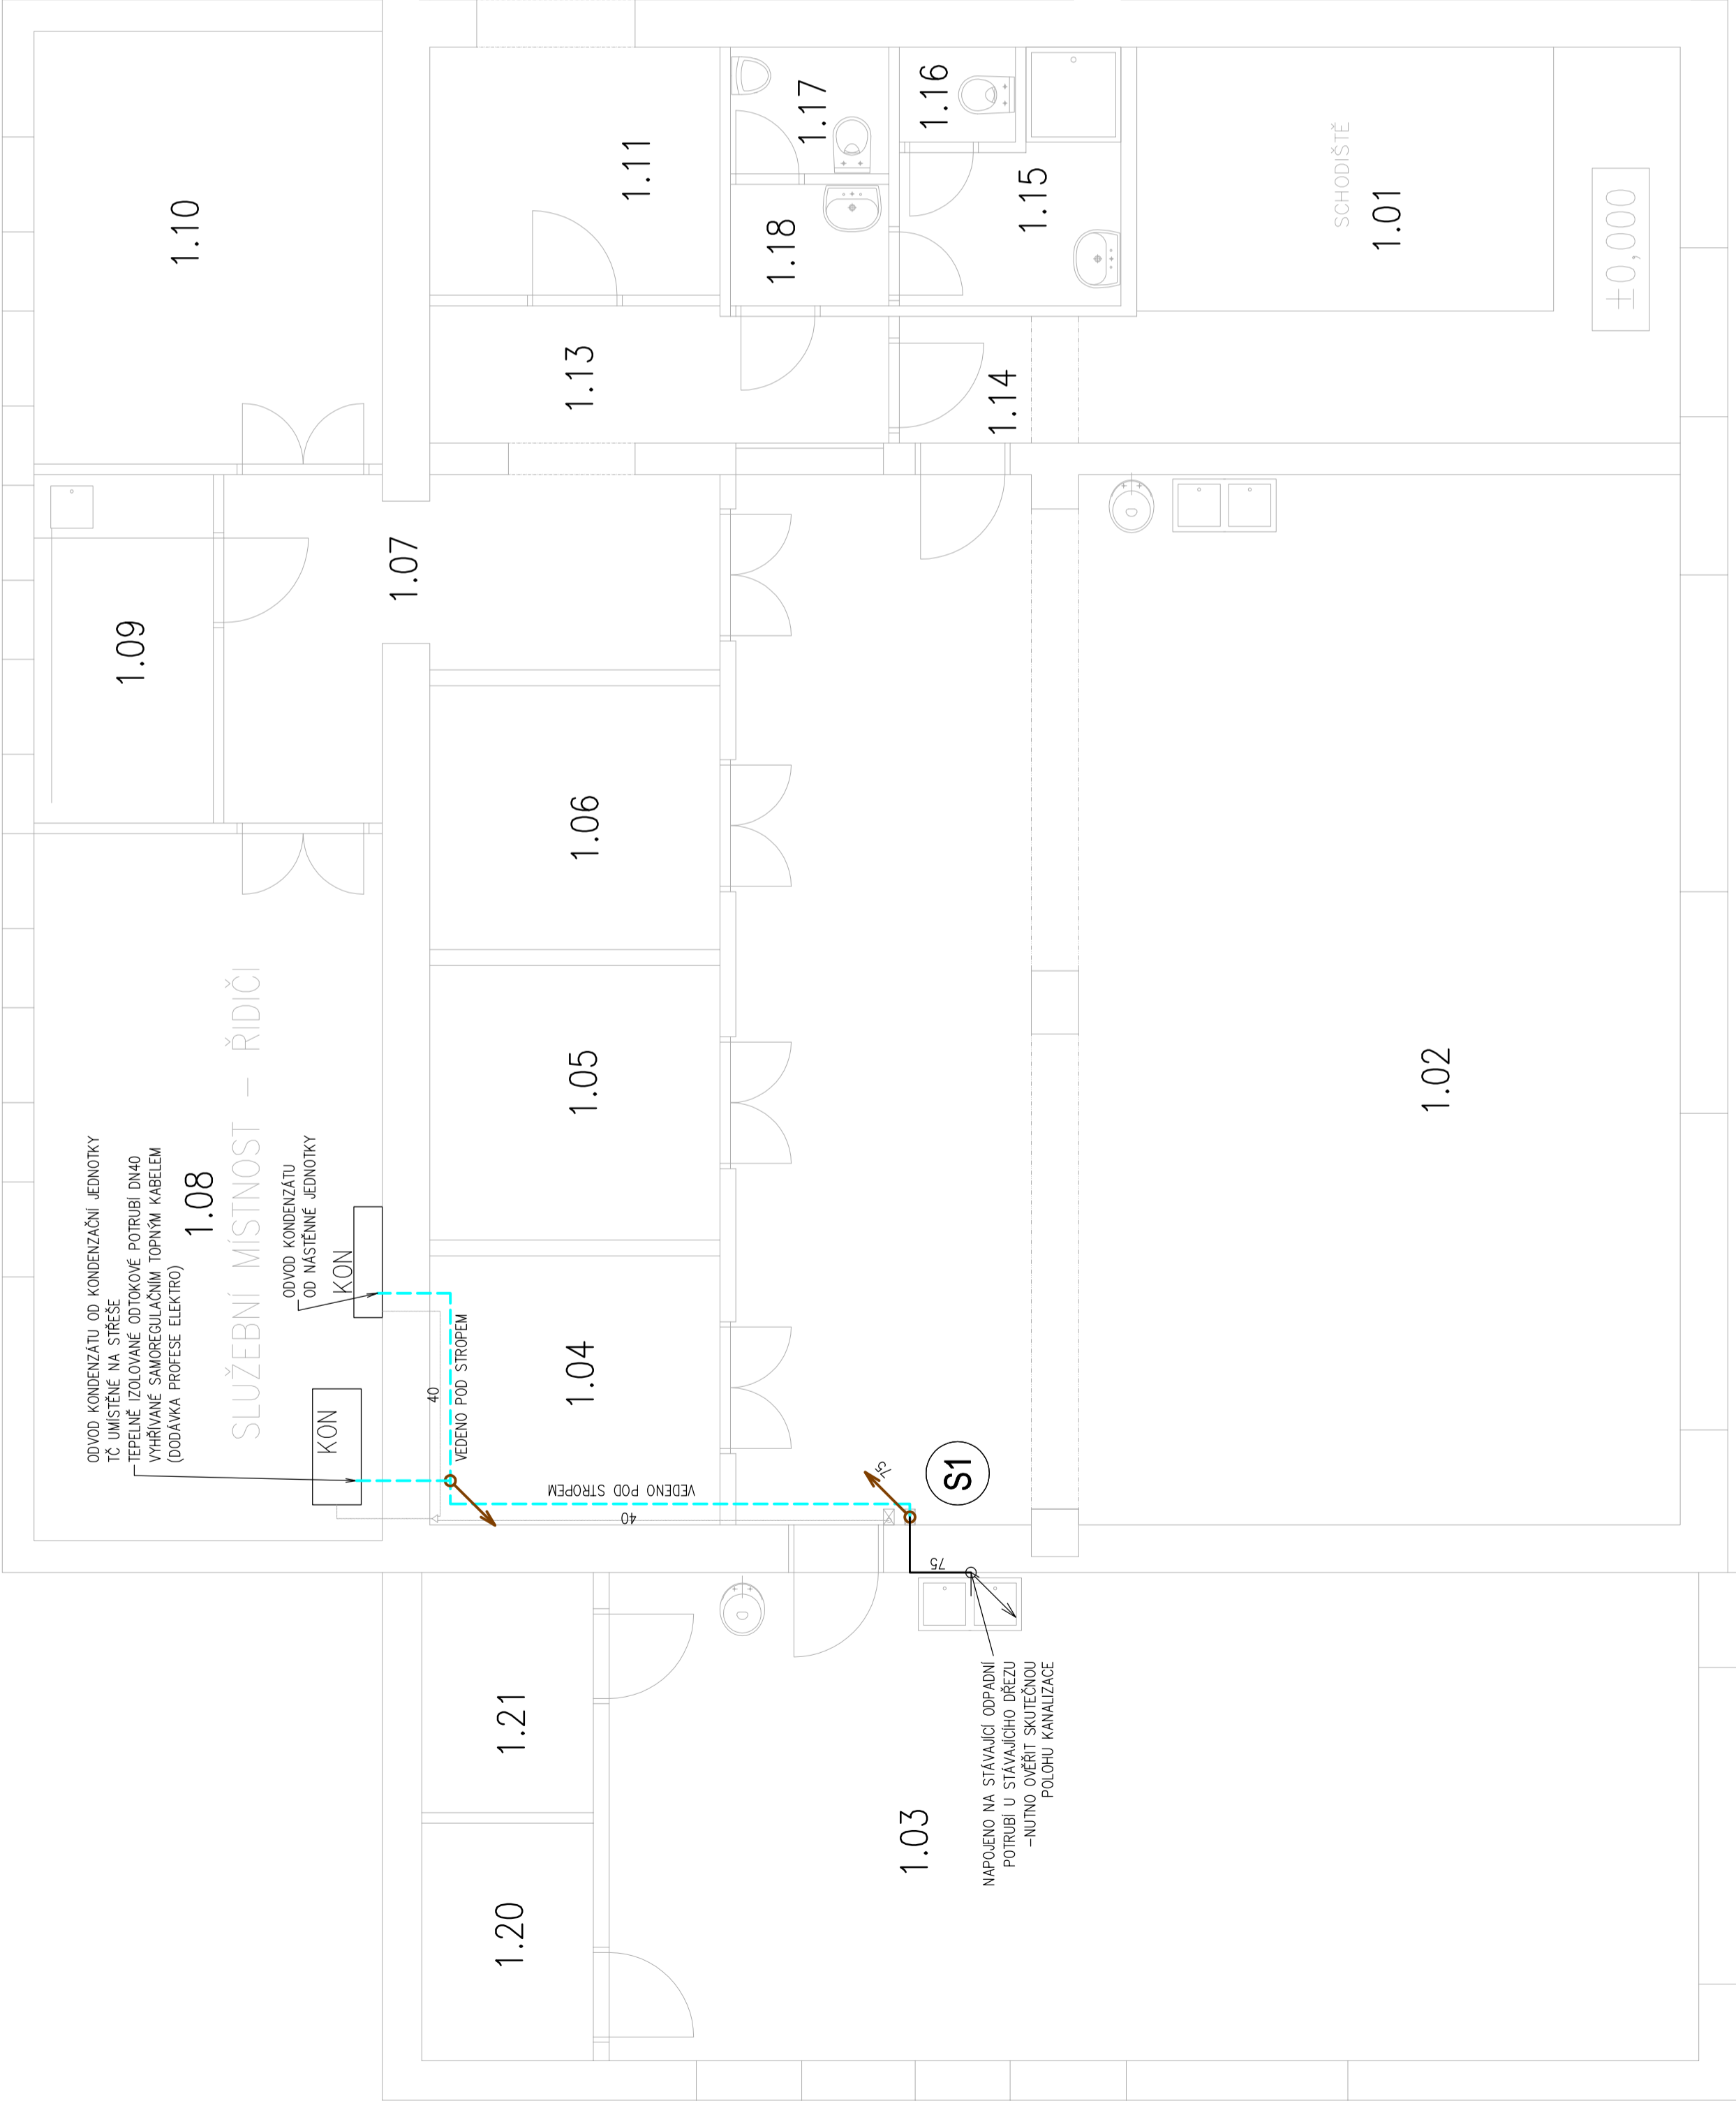 ODVOD KONDENZÁTU OD KONDENZAČNÍ JEDNOTKY
TČ UMÍSTĚNÉ NA STŘEŠE
TEPELNĚ IZOLOVANÉ ODTOKOVÉ POTRUBÍ DN40
VYHŘÍVANÉ SAMOREGULAČNÍM TOPNÝM KABELEM
(DODÁVKA PROFESE ELEKTRO)
1.08
SLUŽEBNÍ MÍSTNOST – ŘIDIČI
ODVOD KONDENZÁTU
OD NÁSTĚNNÉ JEDNOTKY
KON
KON
40
VEDENO POD STROPEM
VEDENO POD STROPEM
40
1.09
1.10
1.07
1.11
1.13
1.17
1.18
1.16
1.15
1.14
SCHODIŠTĚ
1.01
±0,000
1.06
1.05
1.04
1.02
75
S1
75
1.21
1.20
1.03
NAPOJENO NA STÁVAJÍCÍ ODPADNÍ
POTRUBÍ U STÁVAJÍCÍHO DŘEZU
-NUTNO OVĚŘIT SKUTEČNOU
POLOHU KANALIZACE